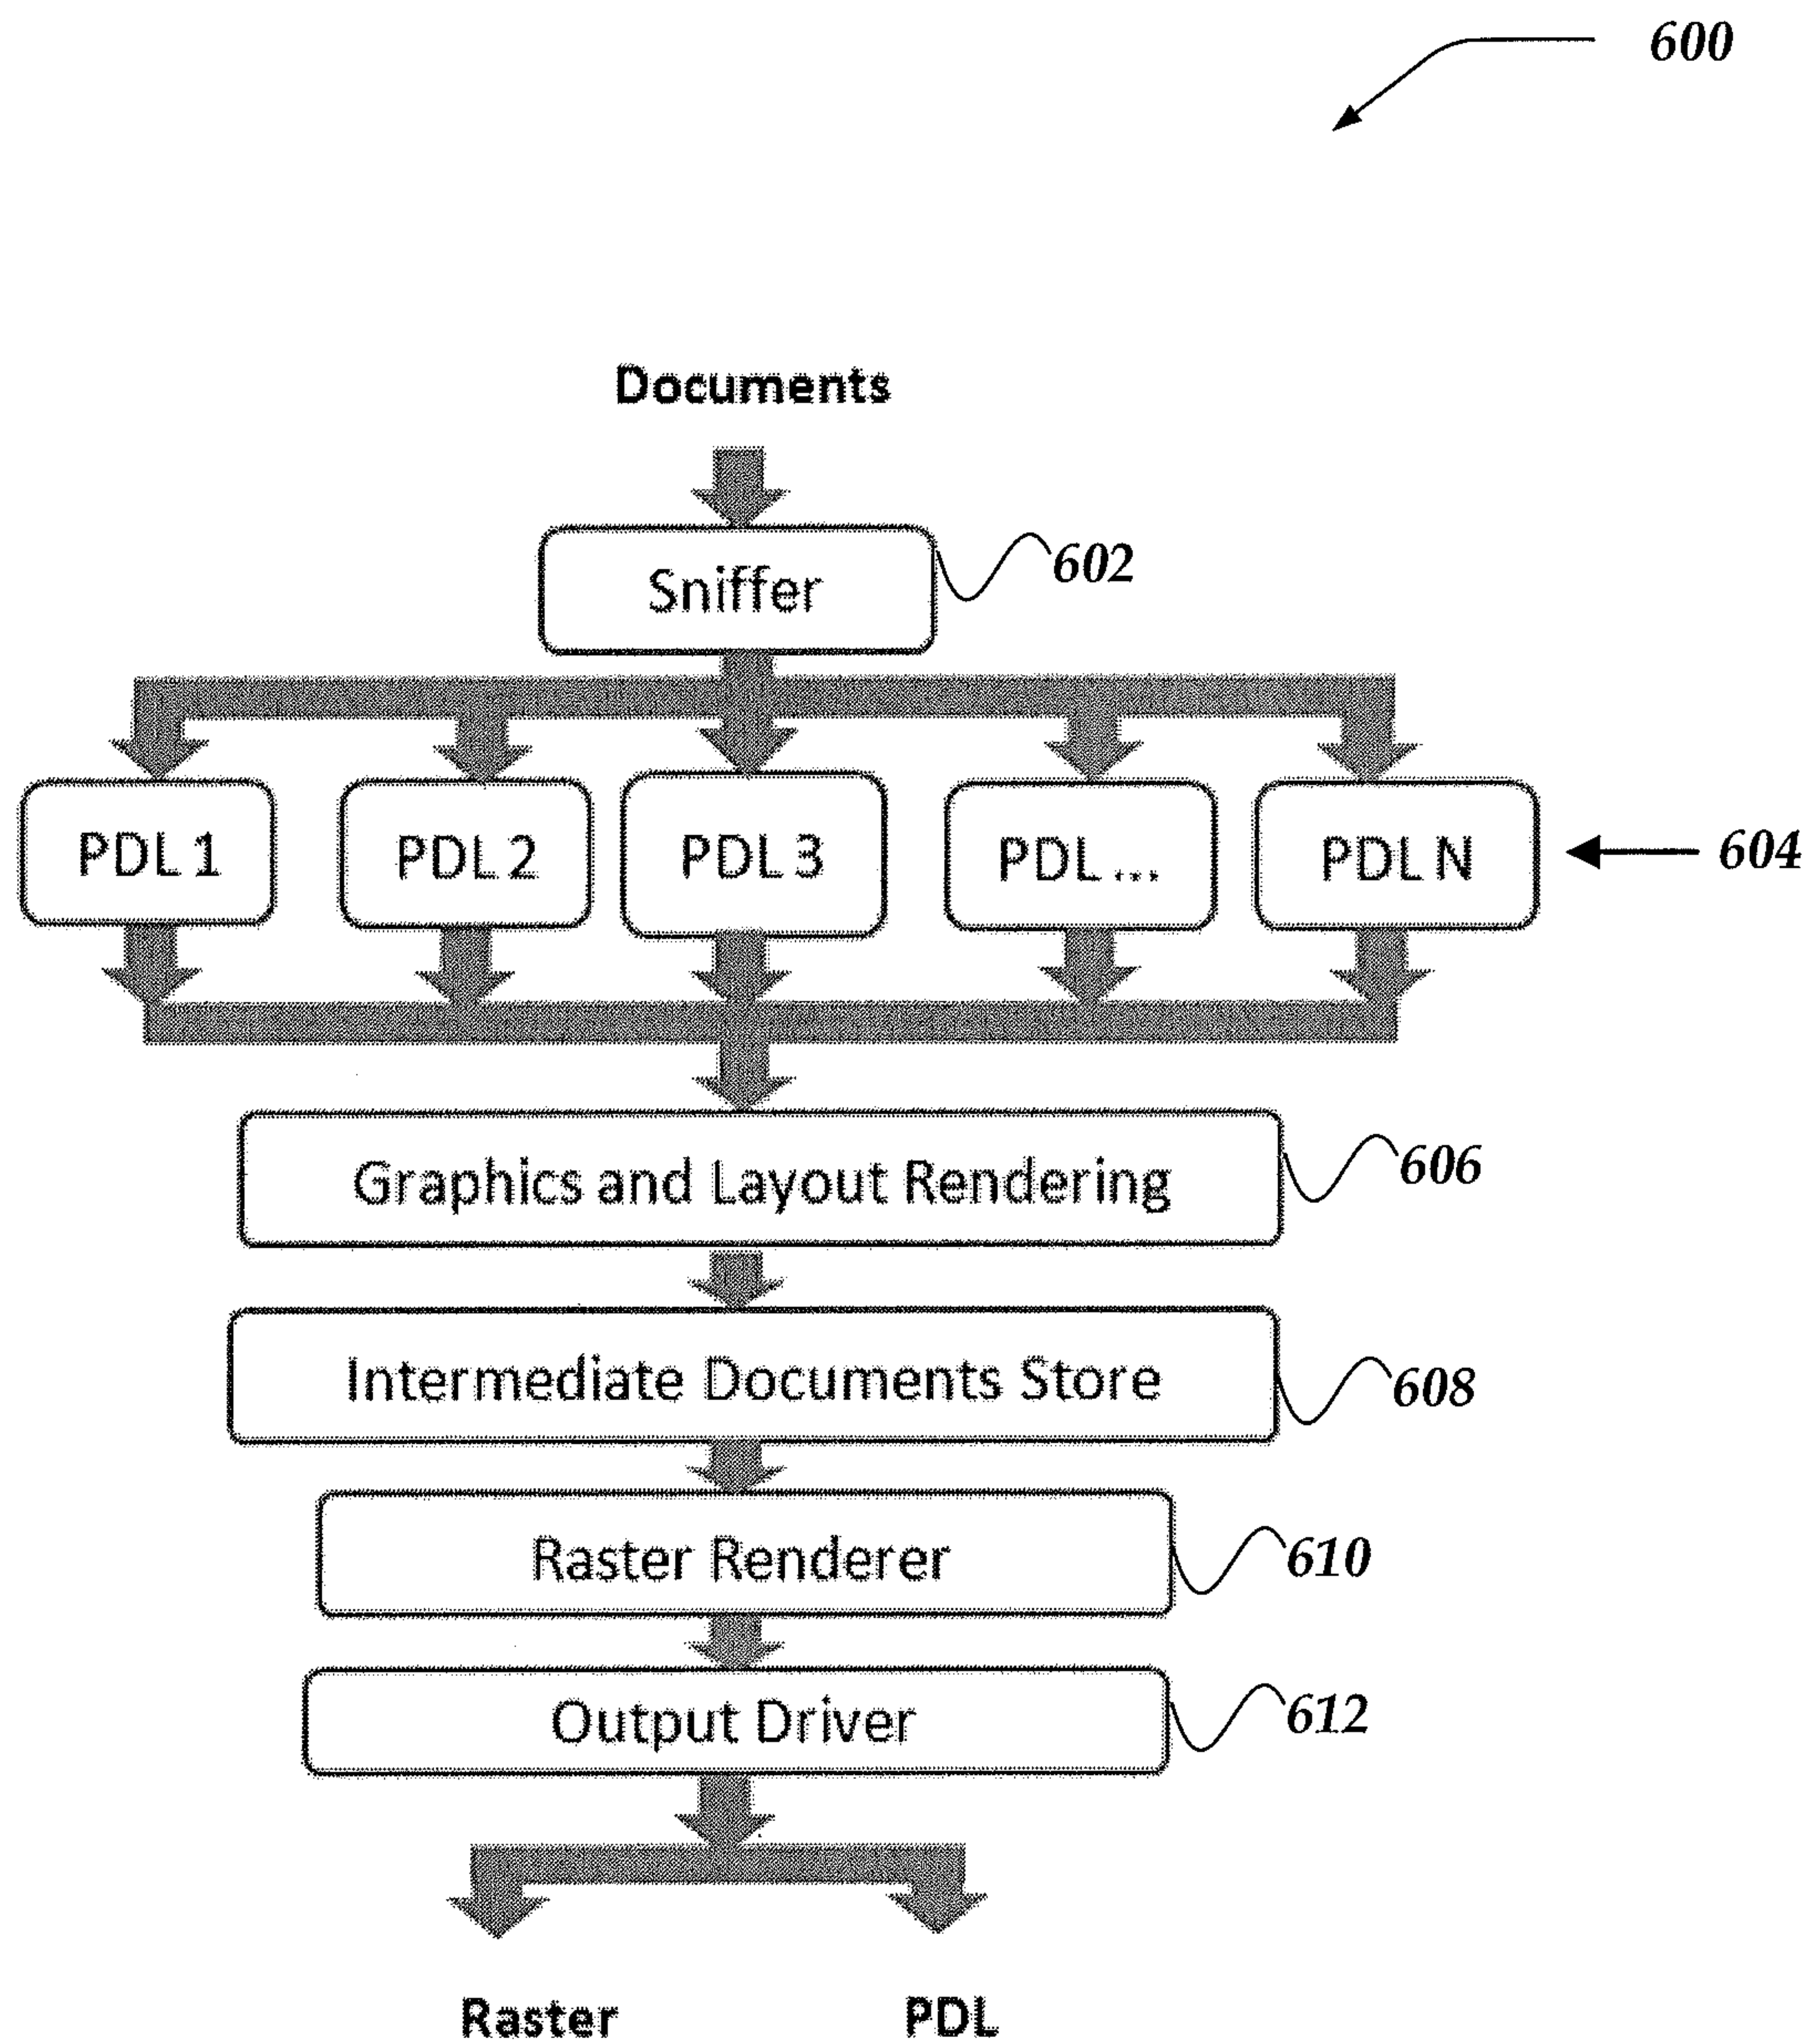 600
Documents
Sniffer
602
PDL 1
PDL 2
PDL 3
PDL ...
PDL N
604
Graphics and Layout Rendering
606
Intermediate Documents Store
608
Raster Renderer
610
Output Driver
612
Raster
PDL